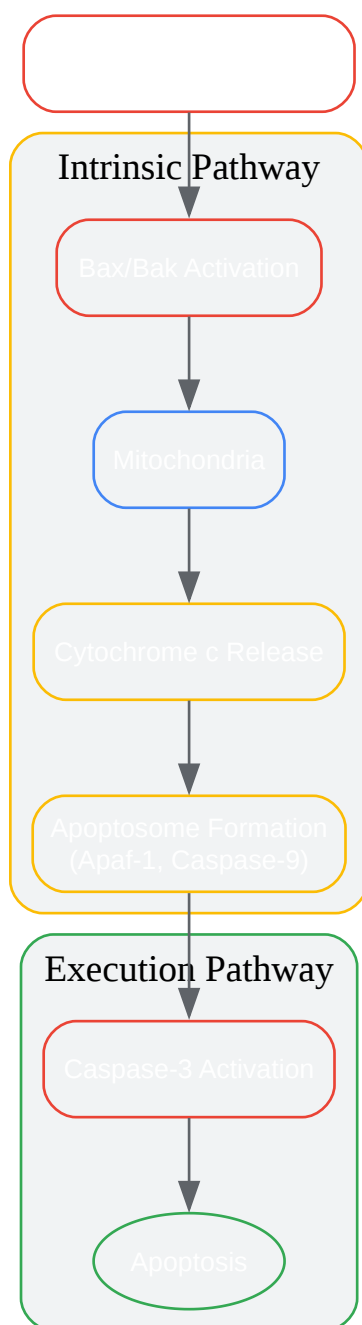 Intrinsic Pathway
Bax/Bak Activation
Mitochondria
Cytochrome c Release
Apoptosome Formation
(Apaf-1, Caspase-9)
Execution Pathway
Caspase-3 Activation
Apoptosis